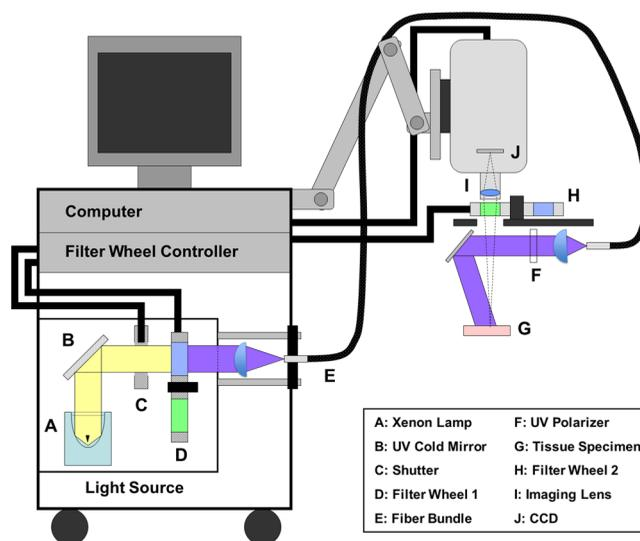 J
I
H
Computer
Filter Wheel Controller
F
G
B
E
C
A
D
Light Source
A: Xenon Lamp
B: UV Cold Mirror
C: Shutter
D: Filter Wheel 1
E: Fiber Bundle
F: UV Polarizer
G: Tissue Specimen
H: Filter Wheel 2
I: Imaging Lens
J: CCD